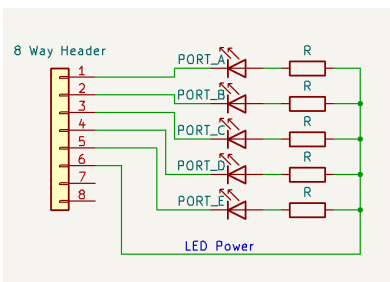 8 Way Header
1
2
3
4
5
6
7
8
PORT_A
R
PORT_B
R
PORT_C
R
PORT_D
R
PORT_E
R
LED Power